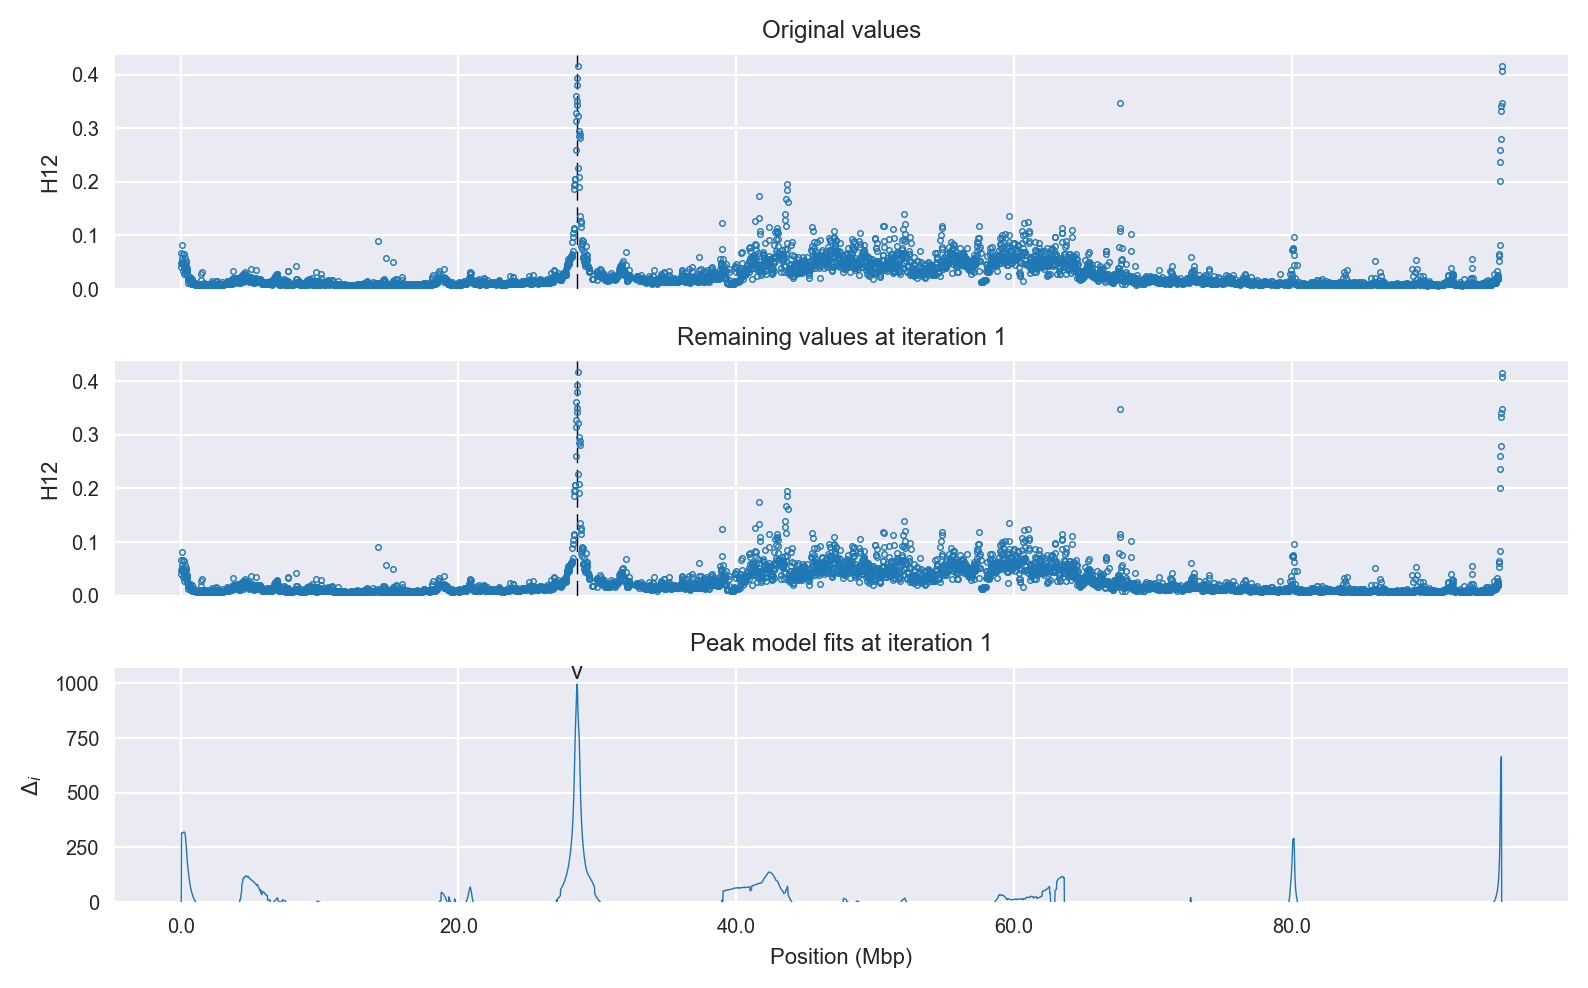 Original values
0.4
0.3
0.2
0.1
0.0
H12
Remaining values at iteration 1
0.4
0.3
0.2
0.1
0.0
H12
Peak model fits at iteration 1
v
1000
750
500
250
0
Δi
0.0 20.0 40.0 60.0 80.0
Position (Mbp)